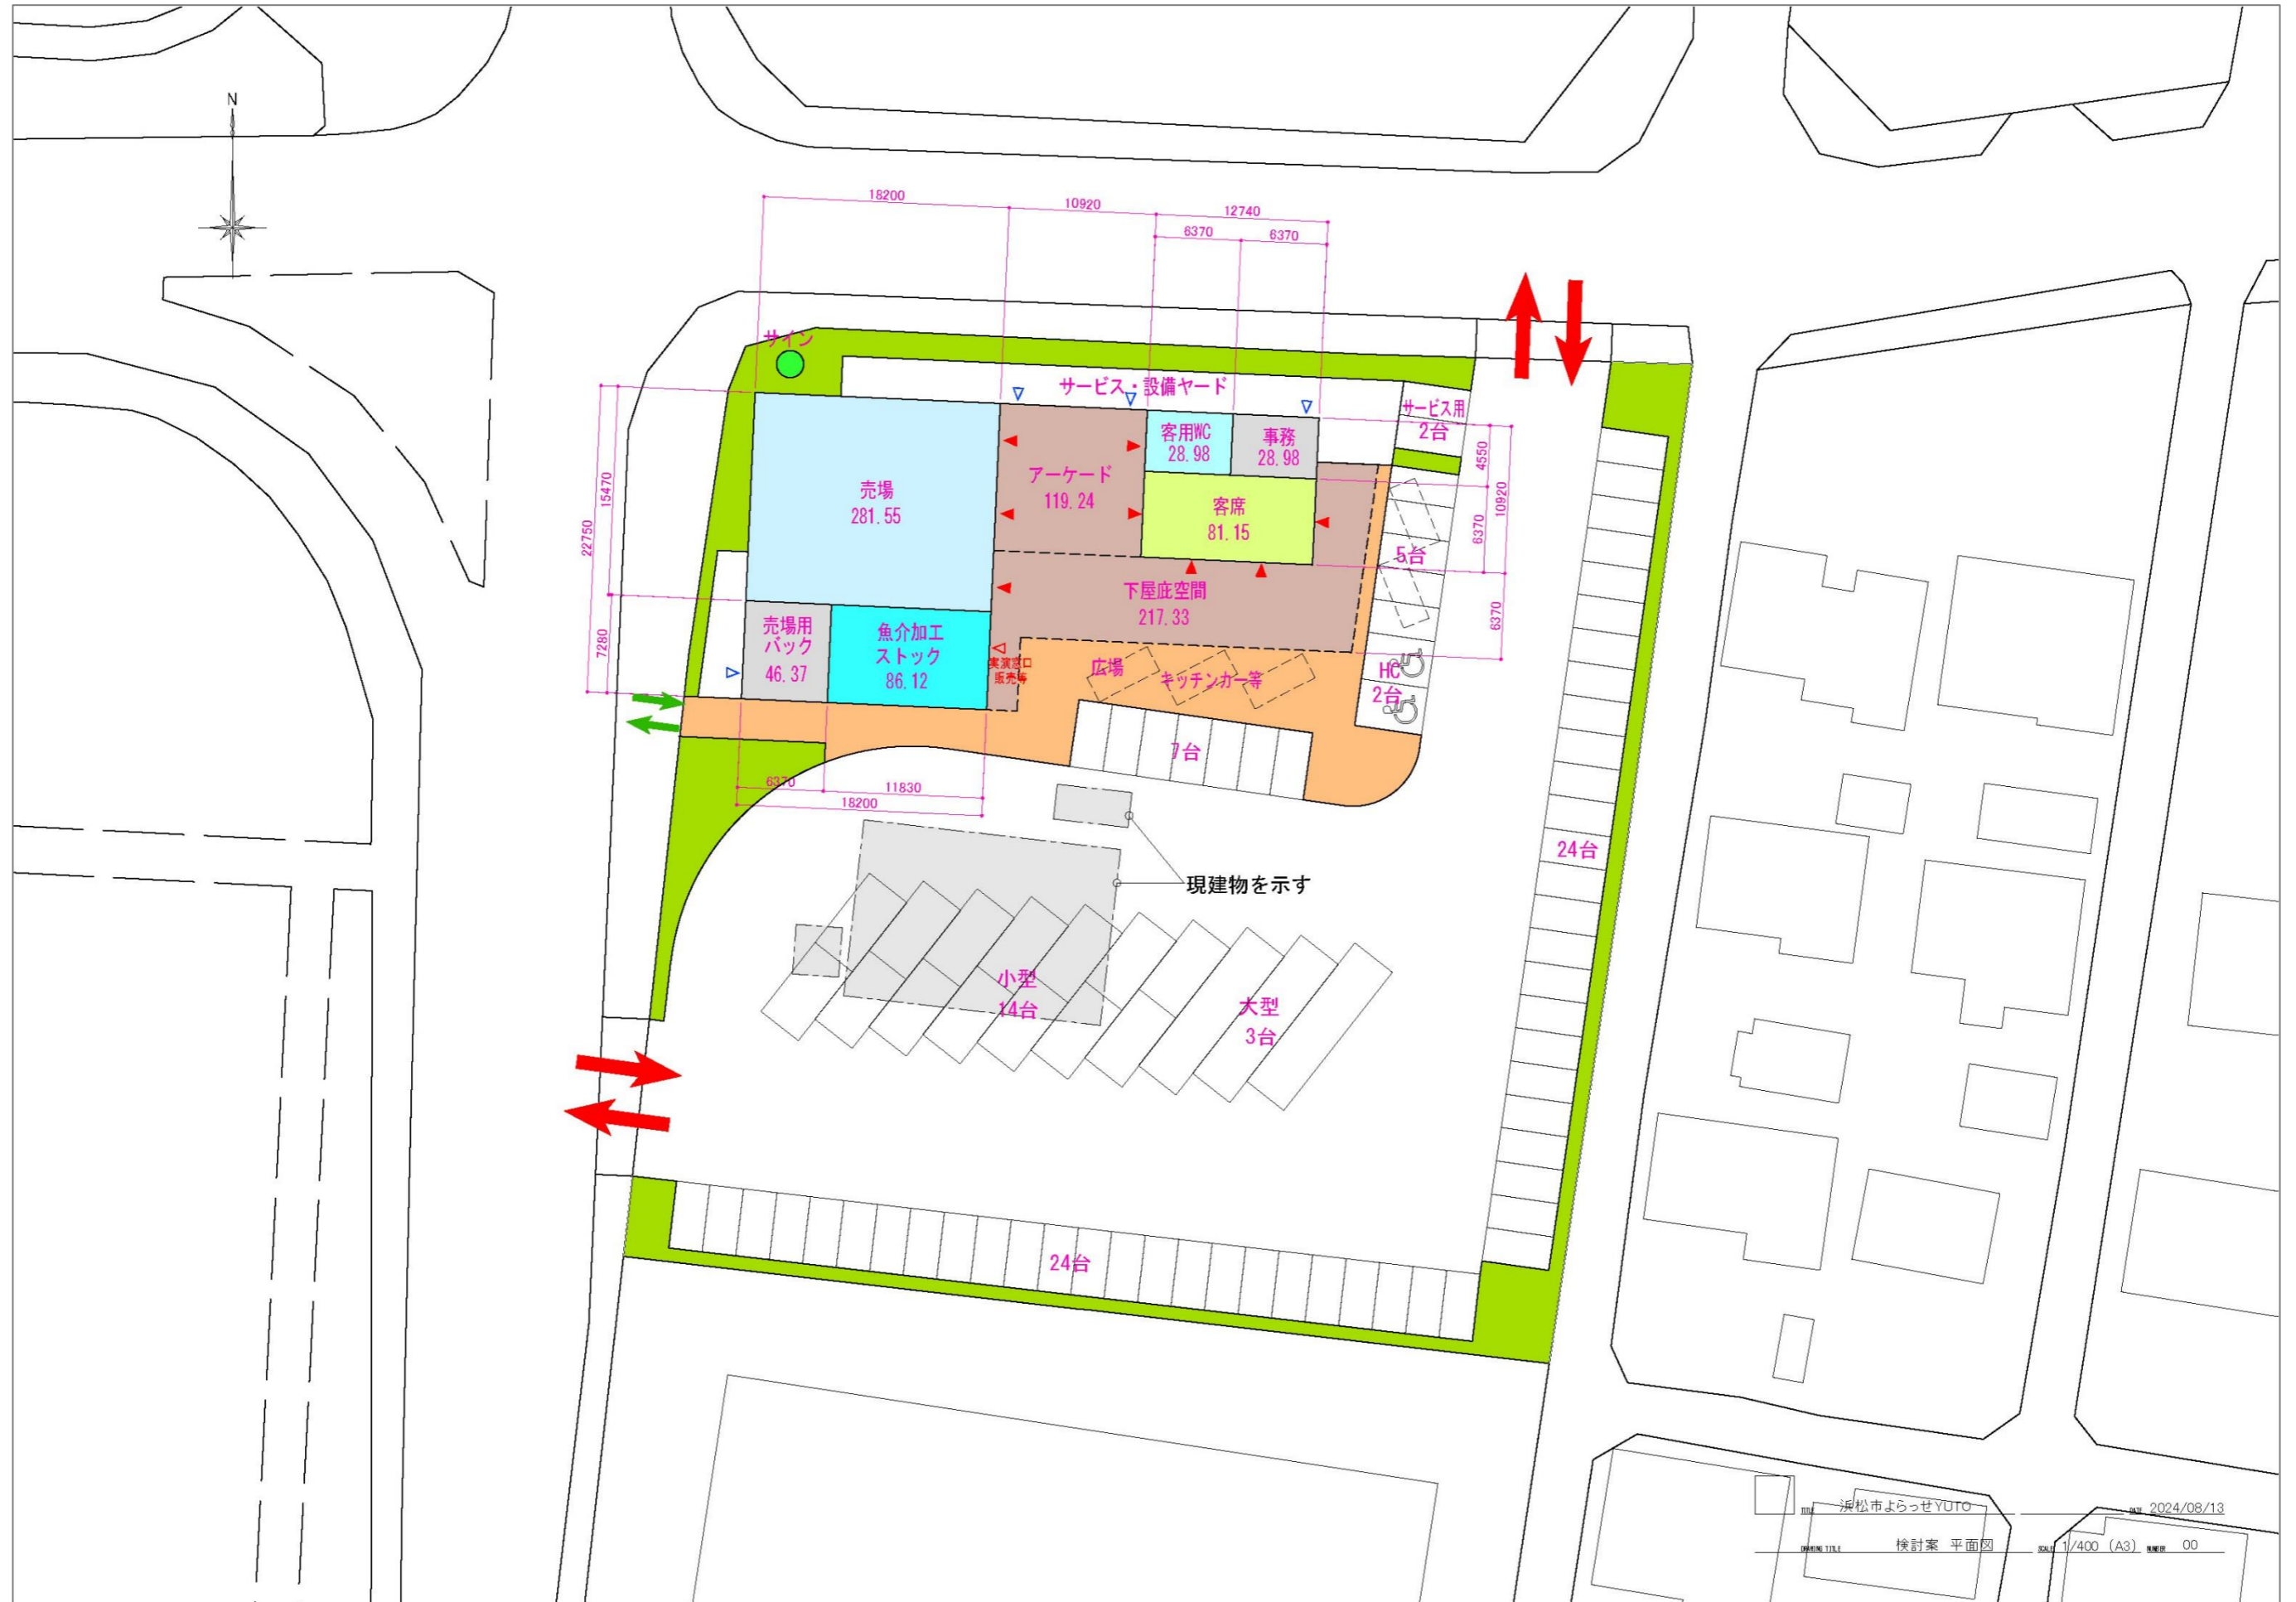 N
18200
10920
12740
6370
6370
サイン
サービス・設備ヤード
サービス用
2台
客用WC
28.98
事務
28.98
アーケード
119.24
売場
281.55
客席
81.15
4550
10920
6370
6370
15470
22750
7280
5台
下屋庇空間
217.33
売場用
バック
46.37
魚介加工
ストック
86.12
実演窓口
販売等
広場
キッチンカー等
HC
2台
7台
6370
11830
18200
現建物を示す
24台
小型
14台
大型
3台
24台
TITLE 浜松市よらっせYUTO DATE 2024/08/13
DRAWING TITLE 検討案 平面図 SCALE 1/400 (A3) NUMBER 00